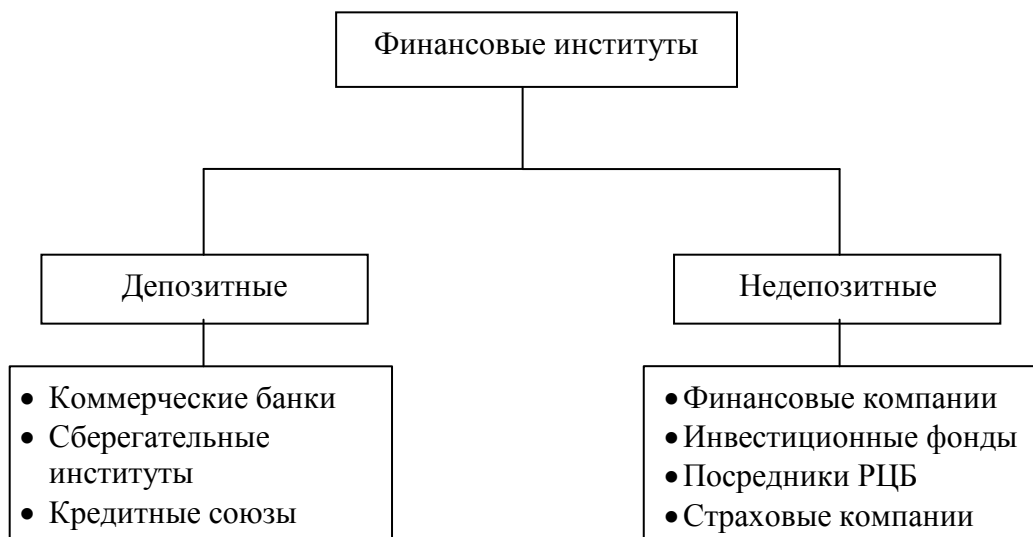 Финансовые институты
Депозитные
Недепозитные
• Коммерческие банки
• Сберегательные
институты
• Кредитные союзы
• Финансовые компании
• Инвестиционные фонды
• Посредники РЦБ
• Страховые компании